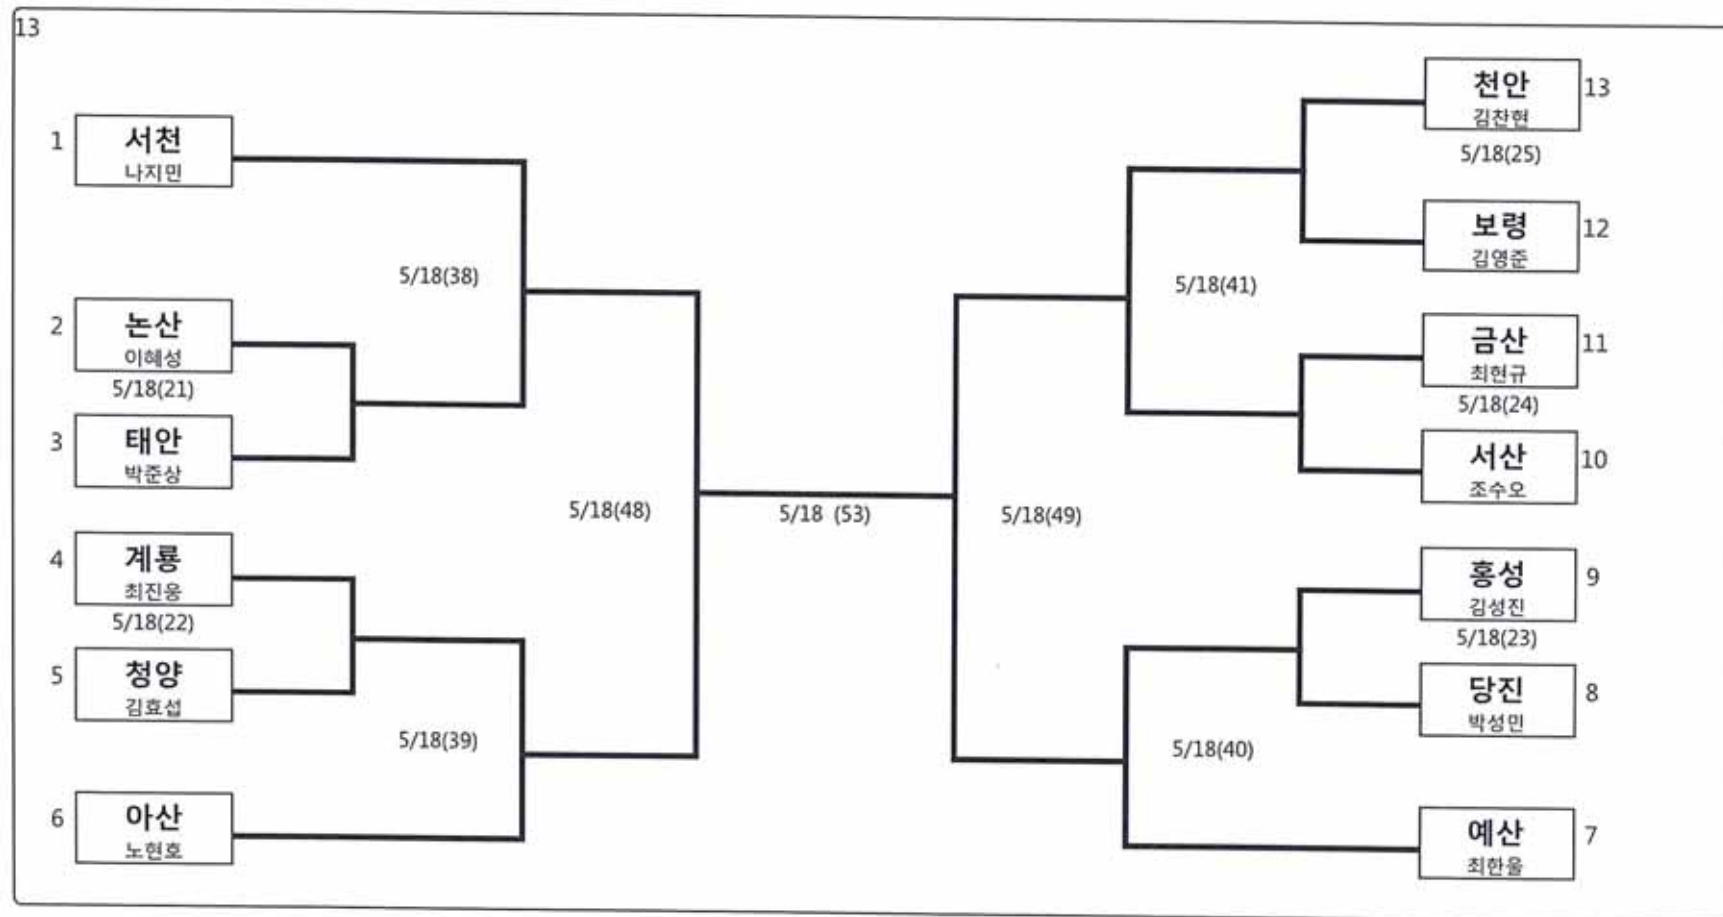 13
1
서천
나지민
5/18(38)
2
논산
이혜성
5/18(21)
3
태안
박준상
5/18(48)
4
계룡
최진웅
5/18(22)
5
청양
김효섭
5/18(39)
6
아산
노현호
5/18 (53)
천안
13
김찬현
5/18(25)
보령
12
김영준
5/18(41)
금산
11
최현규
5/18(24)
서산
10
조수오
5/18(49)
홍성
9
김성진
5/18(23)
당진
8
박성민
5/18(40)
예산
7
최한울